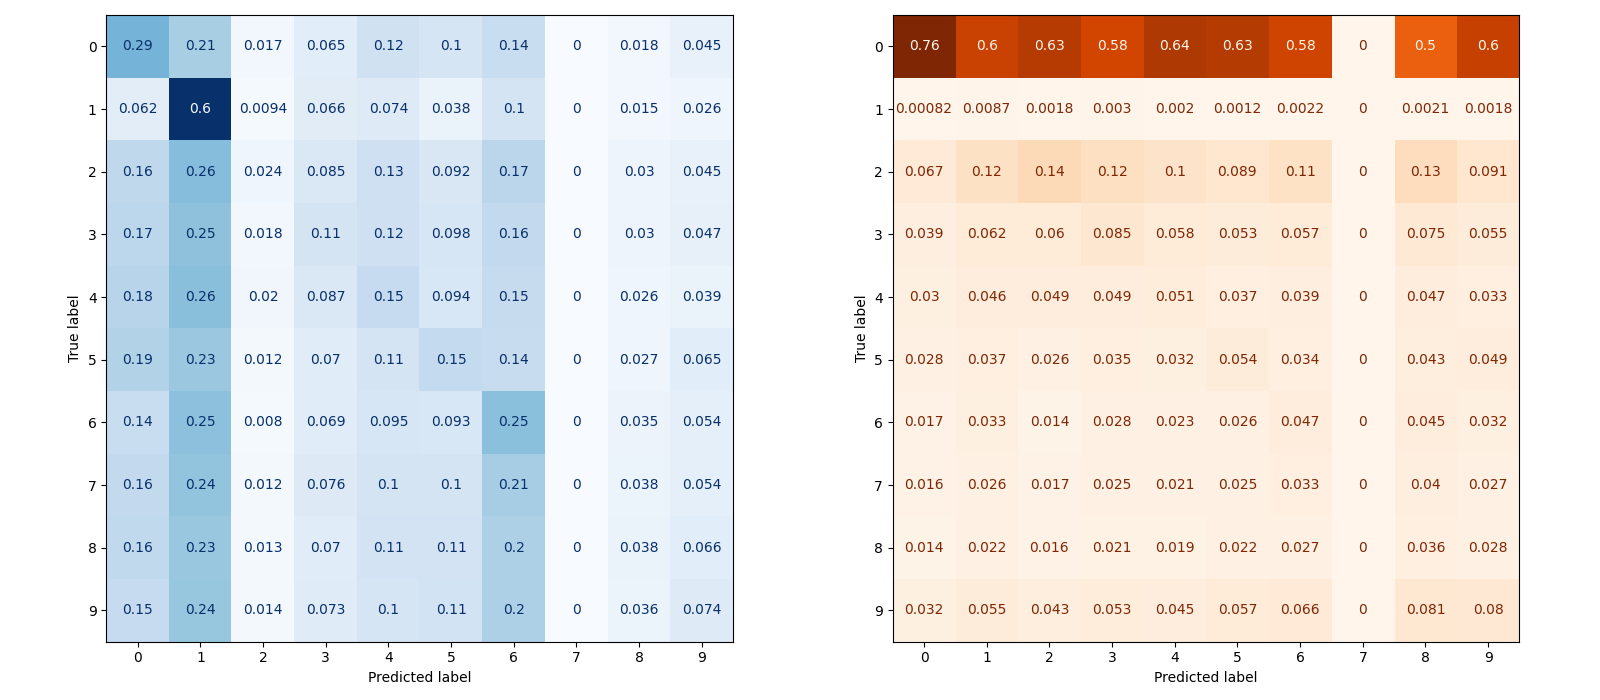 0 0.29 0.21 0.017 0.065 0.12 0.1 0.14 0 0.018 0.045
1 0.062 0.6 0.0094 0.066 0.074 0.038 0.1 0 0.015 0.026
2 0.16 0.26 0.024 0.085 0.13 0.092 0.17 0 0.03 0.045
3 0.17 0.25 0.018 0.11 0.12 0.098 0.16 0 0.03 0.047
4 0.18 0.26 0.02 0.087 0.15 0.094 0.15 0 0.026 0.039
5 0.19 0.23 0.012 0.07 0.11 0.15 0.14 0 0.027 0.065
6 0.14 0.25 0.008 0.069 0.095 0.093 0.25 0 0.035 0.054
7 0.16 0.24 0.012 0.076 0.1 0.1 0.21 0 0.038 0.054
8 0.16 0.23 0.013 0.07 0.11 0.11 0.2 0 0.038 0.066
9 0.15 0.24 0.014 0.073 0.1 0.11 0.2 0 0.036 0.074
0 1 2 3 4 5 6 7 8 9
Predicted label
True label
0 0.76 0.6 0.63 0.58 0.64 0.63 0.58 0 0.5 0.6
1 0.00082 0.0087 0.0018 0.003 0.002 0.0012 0.0022 0 0.0021 0.0018
2 0.067 0.12 0.14 0.12 0.1 0.089 0.11 0 0.13 0.091
3 0.039 0.062 0.06 0.085 0.058 0.053 0.057 0 0.075 0.055
4 0.03 0.046 0.049 0.049 0.051 0.037 0.039 0 0.047 0.033
5 0.028 0.037 0.026 0.035 0.032 0.054 0.034 0 0.043 0.049
6 0.017 0.033 0.014 0.028 0.023 0.026 0.047 0 0.045 0.032
7 0.016 0.026 0.017 0.025 0.021 0.025 0.033 0 0.04 0.027
8 0.014 0.022 0.016 0.021 0.019 0.022 0.027 0 0.036 0.028
9 0.032 0.055 0.043 0.053 0.045 0.057 0.066 0 0.081 0.08
0 1 2 3 4 5 6 7 8 9
Predicted label
True label